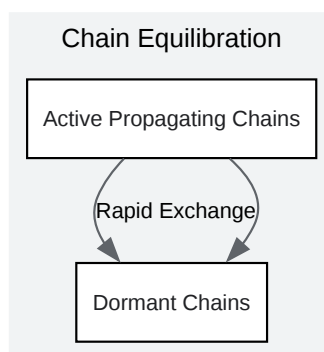 Chain Equilibration
Active Propagating Chains
Rapid Exchange
Dormant Chains